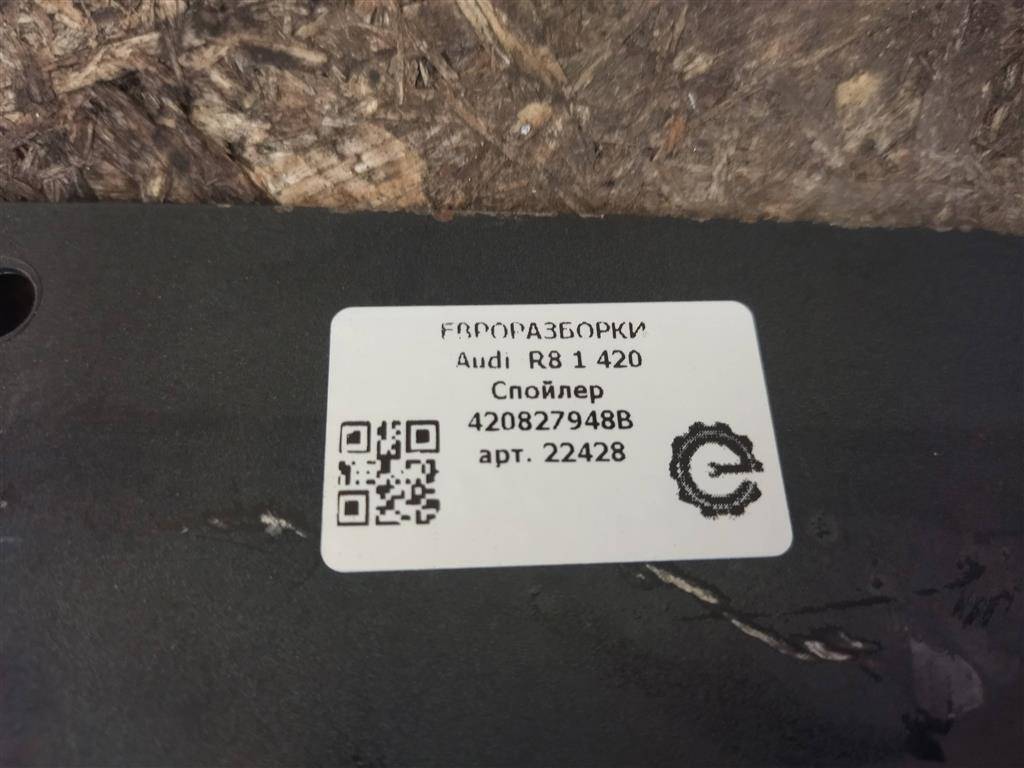 ЕВРОРАЗБОРКИ
Audi R8 1 420
Спойлер
420827948B
арт. 22428